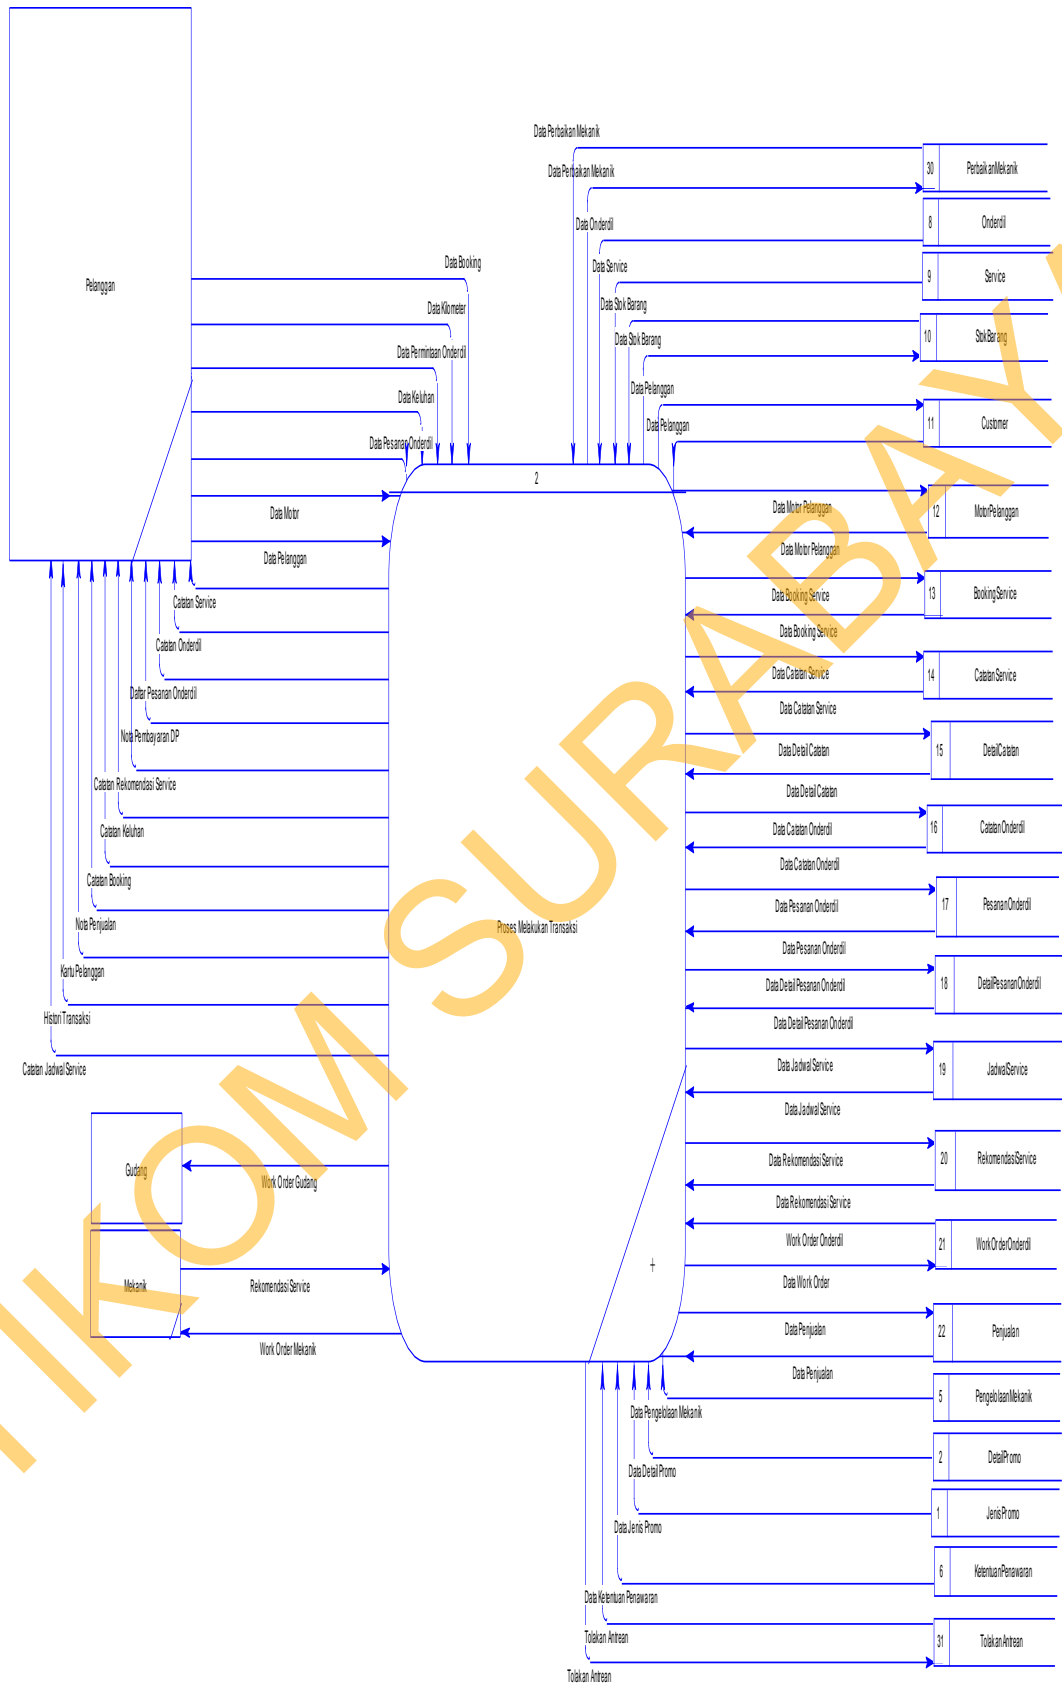 Data Perbaikan Mekanik
30 PerbaikanMekanik
Data Perbaikan Mekanik
8 Onderdil
Data Onderdil
Data Booking
Data Service
9 Service
Pelanggan
Data Kilometer
Data Stok Barang
10 StokBarang
Data Stok Barang
Data Permintaan Onderdil
Data Pelanggan
Data Keluhan
Data Pelanggan
11 Customer
Data Pesanan Onderdil
2
Data Motor
Data Motor Pelanggan
12 MotorPelanggan
Data Pelanggan
Data Motor Pelanggan
Catatan Service
Data Booking Service
13 BookingService
Data Booking Service
Catatan Onderdil
Data Catatan Service
14 CatatanService
Daftar Pesanan Onderdil
Data Catatan Service
Nota Pembayaran DP
Data Detail Catatan
15 DetailCatatan
Catatan Rekomendasi Service
Data Detail Catatan
Catatan Keluhan
Data Catatan Onderdil
16 CatatanOnderdil
Data Catatan Onderdil
Catatan Booking
Data Pesanan Onderdil
17 PesananOnderdil
Nota Penjualan
Proses Melakukan Transaksi
Data Pesanan Onderdil
Kartu Pelanggan
Data Detail Pesanan Onderdil
18 DetailPesananOnderdil
Histori Transaksi
Data Detail Pesanan Onderdil
Catatan Jadwal Service
Data Jadwal Service
19 JadwalService
Data Jadwal Service
Gudang
Work Order Gudang
Data Rekomendasi Service
20 RekomendasiService
Data Rekomendasi Service
Work Order Onderdil
21 WorkOrderOnderdil
Mekanik
Rekomendasi Service
+
Data Work Order
Work Order Mekanik
Data Penjualan
22 Penjualan
Data Penjualan
5 PengelolaanMekanik
Data Pengelolaan Mekanik
2 DetailPromo
Data Detail Promo
1 JenisPromo
Data Jenis Promo
6 KetentuanPenawaran
Data Ketentuan Penawaran
31 TolakanAntrean
Tolakan Antrean
Tolakan Antrean
IKOM SURABAY